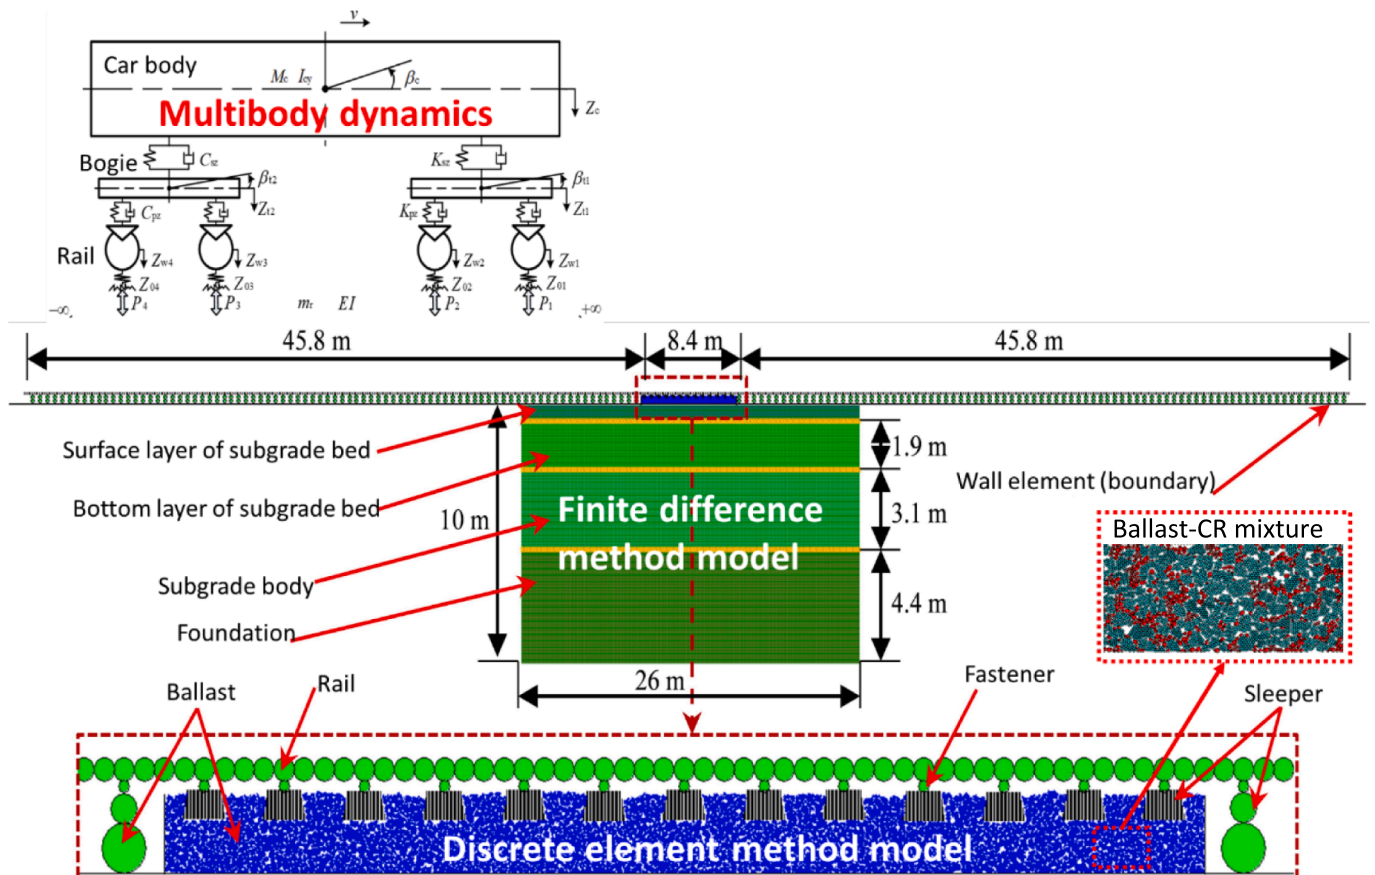 v
Car body
Mc Icy
βc
Multibody dynamics
Zc
Bogie
Csz
Ksz
βt2
βt1
Cpz
Zt2
Kpz
Zt1
Rail
Zw4
Zw3
Zw2
Zw1
Z04
Z03
Z02
Z01
−∞
P4
P3
mr
EI
P2
P1
+∞
45.8 m
8.4 m
45.8 m
Surface layer of subgrade bed
1.9 m
Wall element (boundary)
Bottom layer of subgrade bed
10 m
Finite difference
method model
3.1 m
Ballast-CR mixture
Subgrade body
4.4 m
Foundation
26 m
Ballast
Rail
Fastener
Sleeper
Discrete element method model